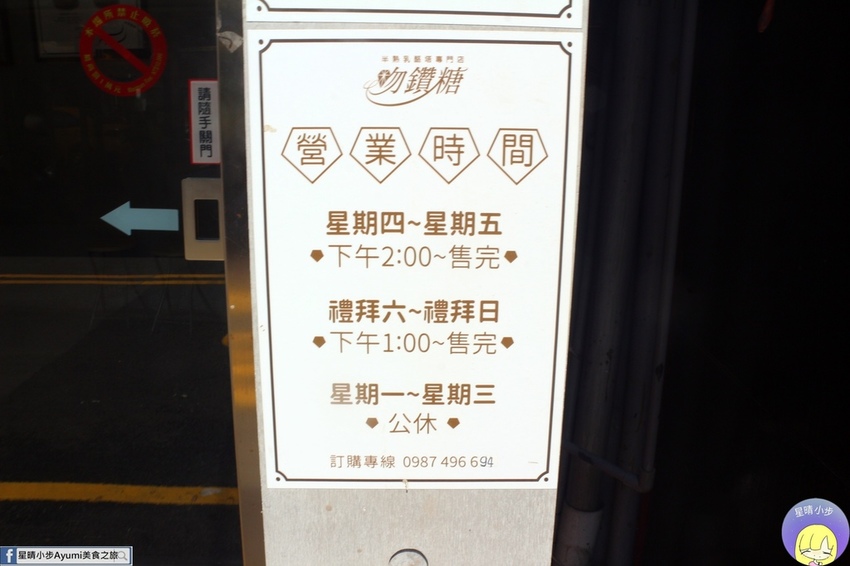 半熟乳酪塔專門店
吻鑽糖
營業時間
星期四~星期五
下午2:00~售完
禮拜六~禮拜日
下午1:00~售完
星期一~星期三
公休
訂購專線 0987 496 694
請隨手關門
星晴小步Ayumi美食之旅
星晴小步